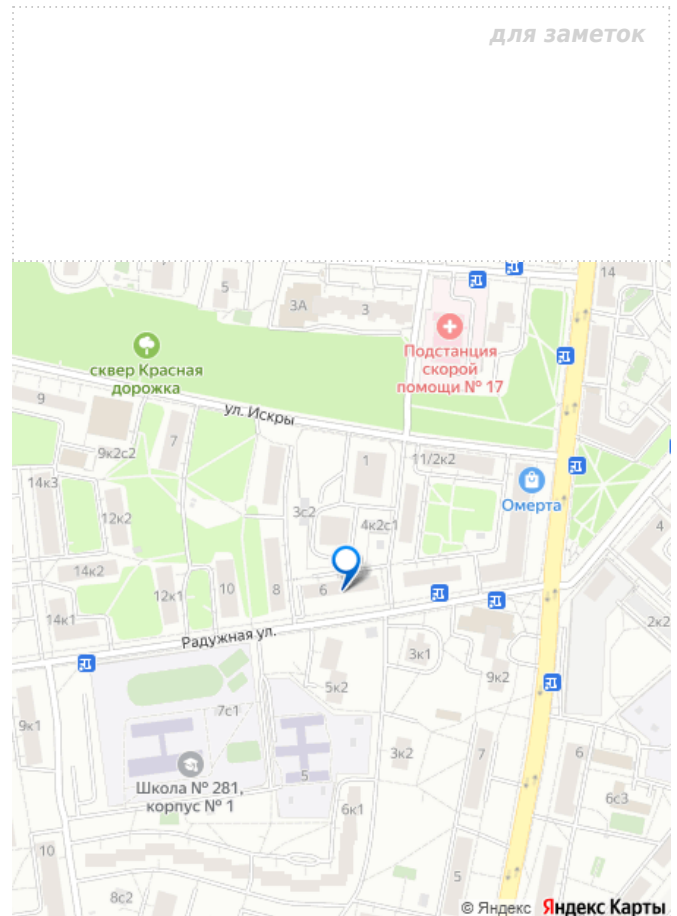 для заметок
14
5
3А
3
Подстанция
скорой
помощи № 17
сквер Красная
дорожка
ул. Искры
9
7
9к2с2
1
11/2к2
14к3
Омерта
3с2
12к2
4к2с1
4
14к2
6
8
10
12к1
14к1
2к2
Радужная ул.
3к1
9к2
5к2
7с1
9к1
3к2
7
6
5
Школа № 281,
корпус № 1
6с3
6к1
10
5
8с2
© Яндекс Яндекс Карты